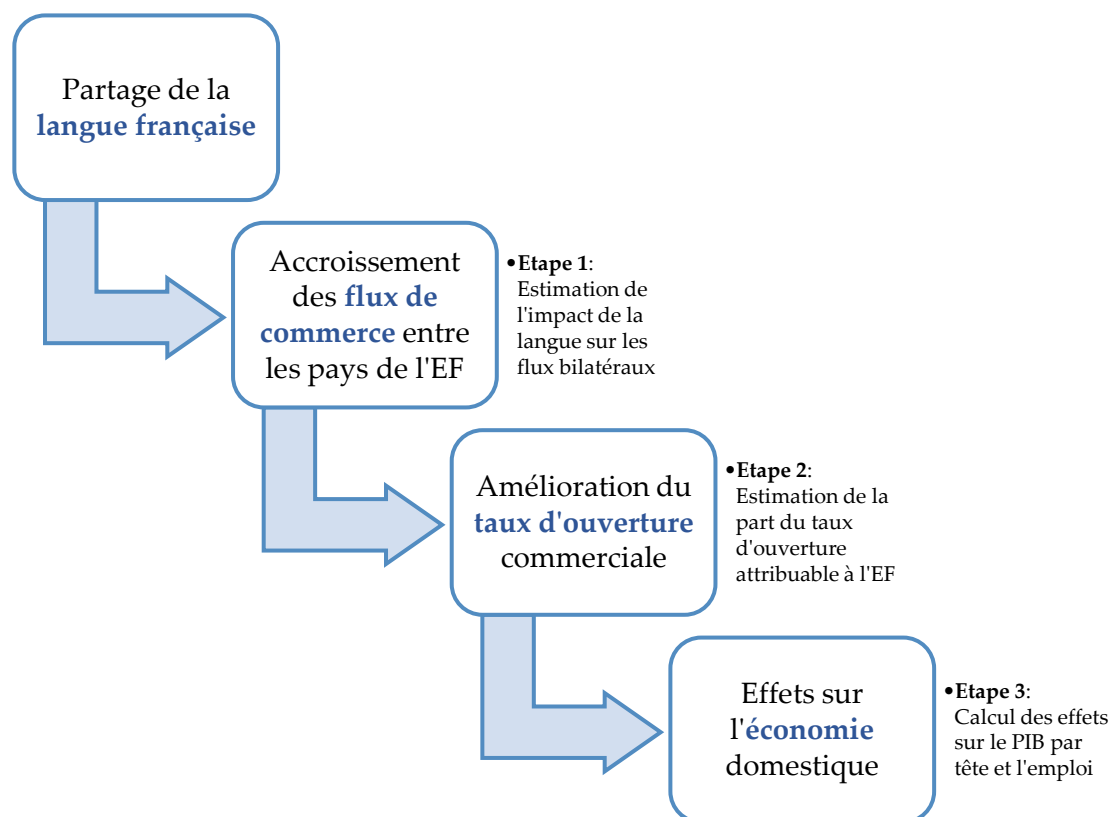 Partage de la
langue française
Accroissement
des flux de
commerce entre
les pays de l'EF
•Etape 1:
Estimation de
l'impact de la
langue sur les
flux bilatéraux
Amélioration du
taux d'ouverture
commerciale
•Etape 2:
Estimation de la
part du taux
d'ouverture
attribuable à l'EF
Effets sur
l'économie
domestique
•Etape 3:
Calcul des effets
sur le PIB par
tête et l'emploi